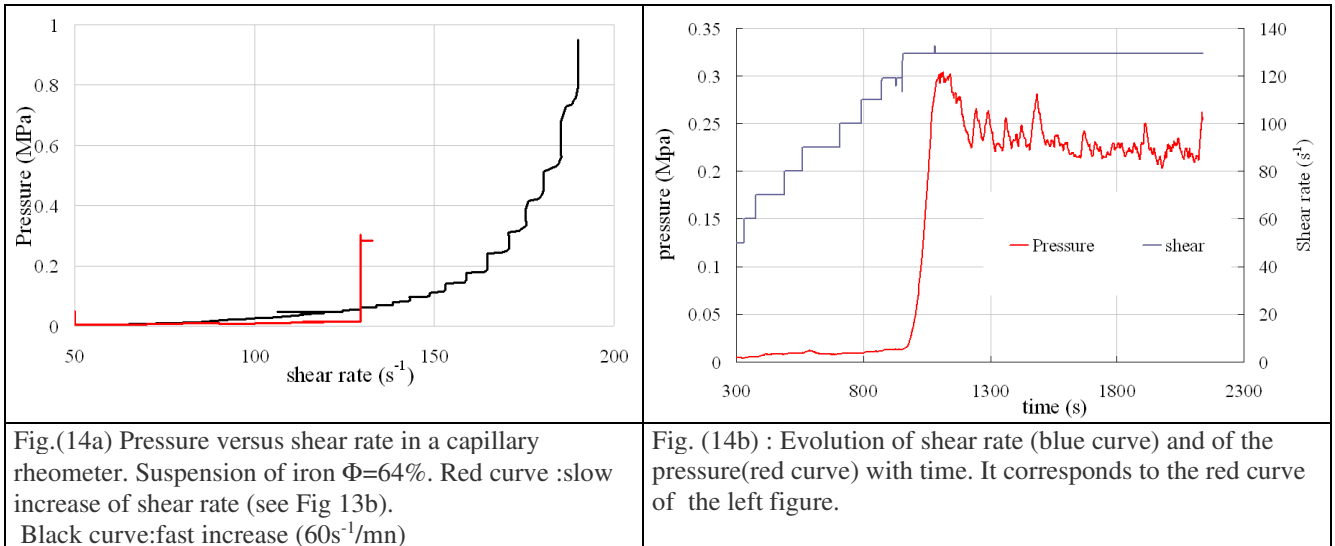 1
0.8
0.6
0.4
0.2
0
Pressure (MPa)
50
100
150
200
shear rate (s⁻¹)
0.35
0.3
0.25
0.2
0.15
0.1
0.05
0
pressure (Mpa)
140
120
100
80
60
40
20
0
Shear rate (s⁻¹)
Pressure
shear
300
800
1300
1800
2300
time (s)
Fig.(14a) Pressure versus shear rate in a capillary
rheometer. Suspension of iron Φ=64%. Red curve :slow
increase of shear rate (see Fig 13b).
Black curve:fast increase (60s⁻¹/mn)
Fig. (14b) : Evolution of shear rate (blue curve) and of the
pressure(red curve) with time. It corresponds to the red curve
of the left figure.